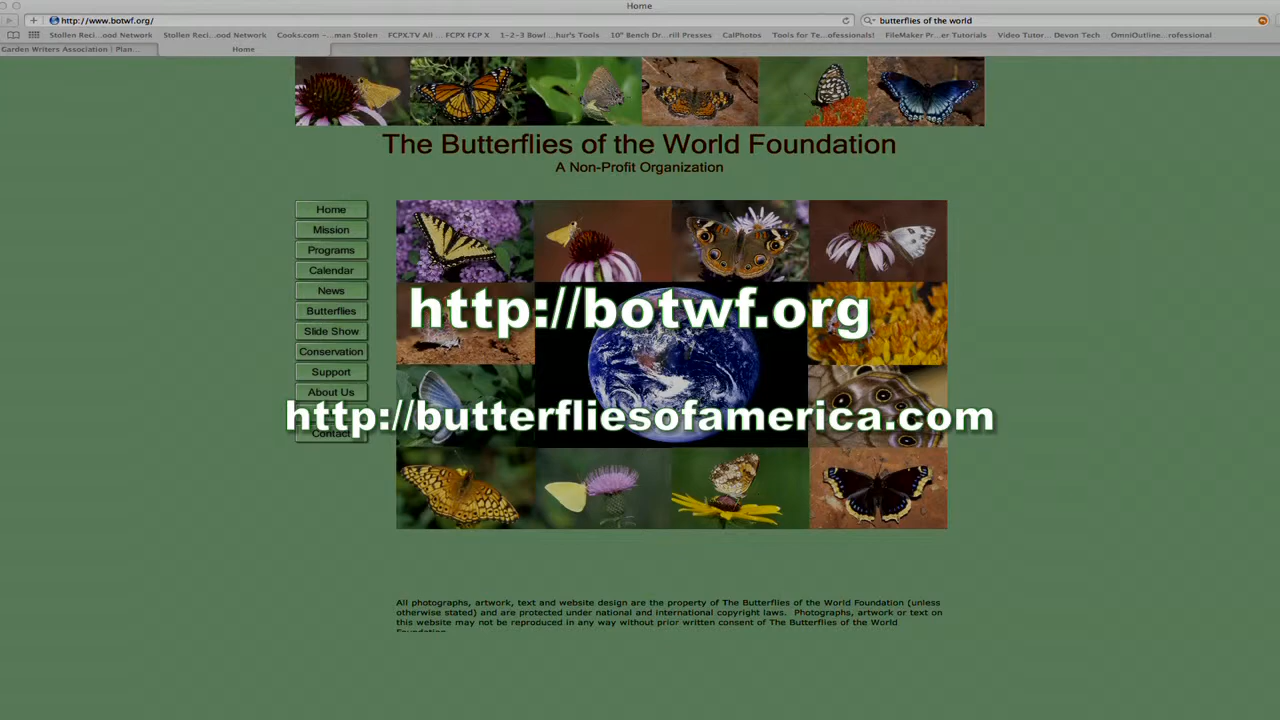 Home
http://www.botwf.org/
butterflies of the world
Stolen Reci...ood Network Stolen Reci...ood Network Cooks.com-...man Stolen FCPX.TV All ... FCPX FCP X 1-2-3 Bowl ...hur's Tools 10" Bench Dr...rill Presses CalPhotos Tools for Te...ofessionals! FileMaker Pr...er Tutorials Video Tutor... Devon Tech OmniOutline...rofessional
Garden Writers Association | Plan... Home
The Butterflies of the World Foundation
A Non-Profit Organization
Home
Mission
Programs
Calendar
News
Butterflies
Slide Show
Conservation
Support
About Us
Contact
http://botwf.org
http://butterfliesofamerica.com
All photographs, artwork, text and website design are the property of The Butterflies of the World Foundation (unless
otherwise stated) and are protected under national and international copyright laws.  Photographs, artwork or text on
this website may not be reproduced in any way without prior written consent of The Butterflies of the World
Foundation.